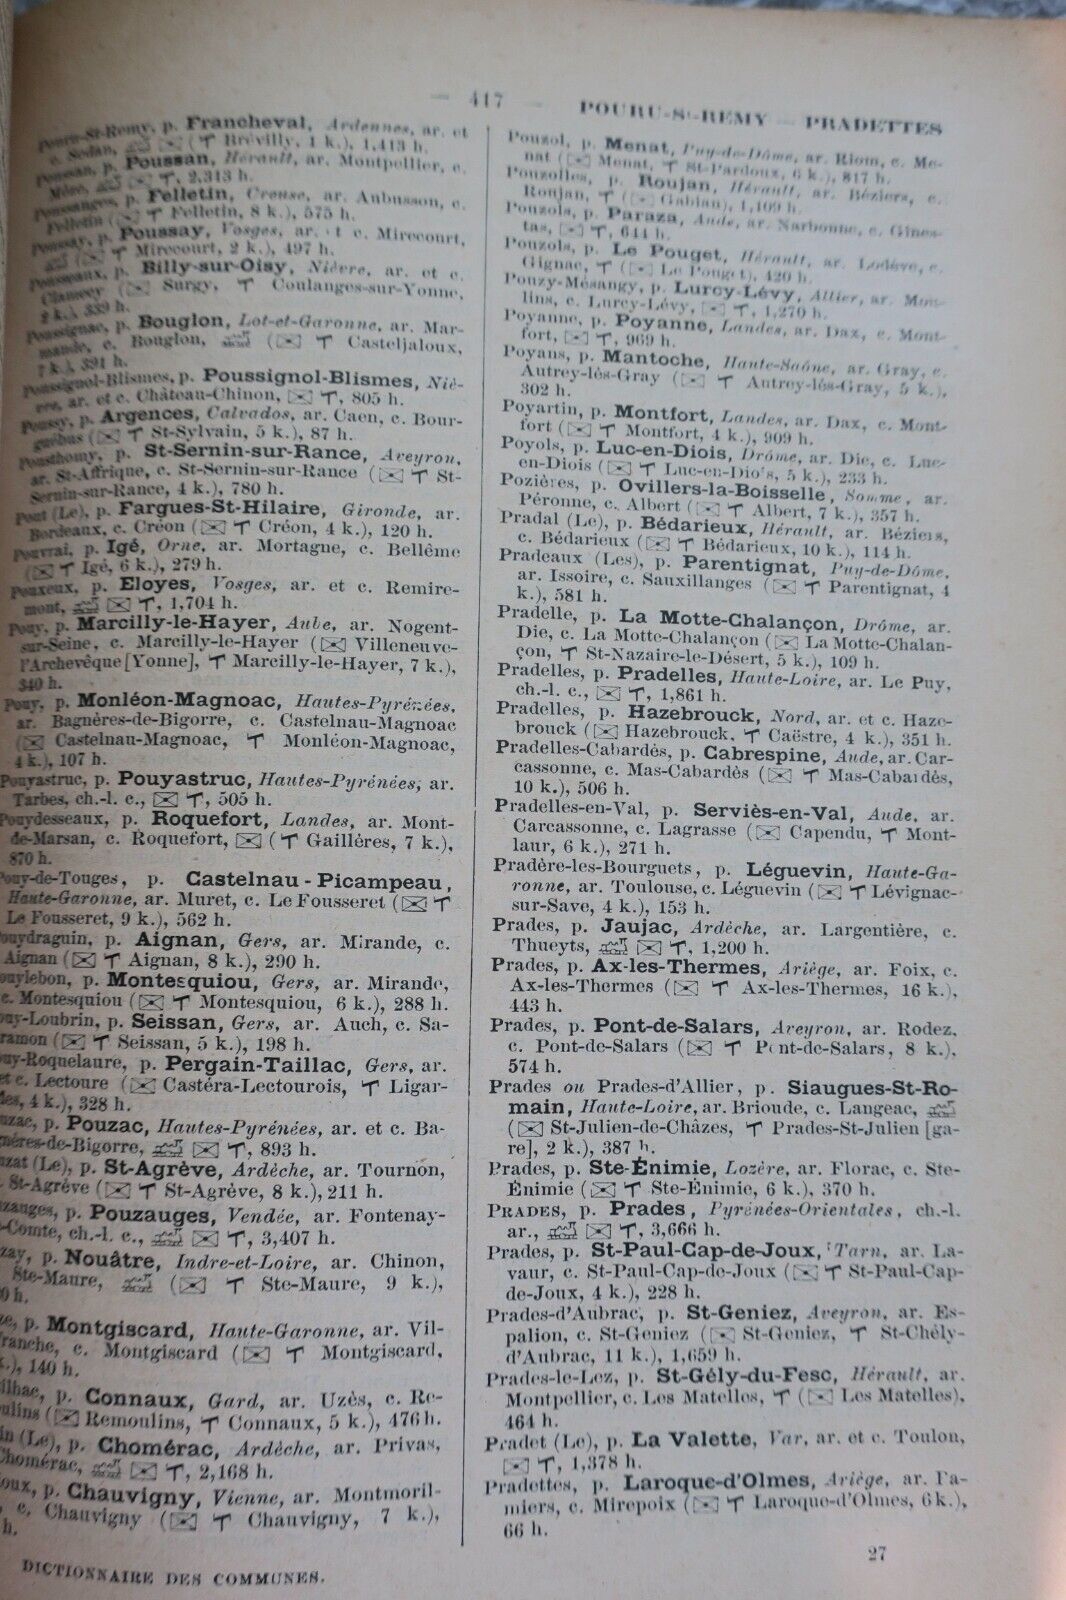 — 417 — POURU-St-REMY — PRADETTES
Pouru-St-Remy, p. Francheval, Ardennes, ar. et
c. Sedan, (Brévilly, 1 k.), 1,413 h.
Poussan, p. Poussan, Hérault, ar. Montpellier, c.
Mèze, 2,313 h.
Poussanges, p. Felletin, Creuse, ar. Aubusson, c.
Felletin (Felletin, 8 k.), 575 h.
Poussay, p. Poussay, Vosges, ar. et c. Mirecourt,
(Mirecourt, 2 k.), 497 h.
Pousseaux, p. Billy-sur-Oisy, Nièvre, ar. et c.
Clamecy (Surgy, Coulanges-sur-Yonne,
2 k.), 339 h.
Poussignac, p. Bouglon, Lot-et-Garonne, ar. Mar-
mande, c. Bouglon, (Casteljaloux,
7 k.), 391 h.
Poussignol-Blismes, p. Poussignol-Blismes, Niè-
vre, ar. et c. Château-Chinon, 805 h.
Poussy, p. Argences, Calvados, ar. Caen, c. Bour-
guébus (St-Sylvain, 5 k.), 87 h.
Pousthomy, p. St-Sernin-sur-Rance, Aveyron,
ar. St-Affrique, c. St-Sernin-sur-Rance (St-
Sernin-sur-Rance, 4 k.), 780 h.
Pout (Le), p. Fargues-St-Hilaire, Gironde, ar.
Bordeaux, c. Créon (Créon, 4 k.), 120 h.
Pouvrai, p. Igé, Orne, ar. Mortagne, c. Bellême
(Igé, 6 k.), 279 h.
Pouxeux, p. Eloyes, Vosges, ar. et c. Remire-
mont, 1,704 h.
Pouy, p. Marcilly-le-Hayer, Aube, ar. Nogent-
sur-Seine, c. Marcilly-le-Hayer (Villeneuve-
l'Archevêque [Yonne], Marcilly-le-Hayer, 7 k.),
340 h.
Pouy, p. Monléon-Magnoac, Hautes-Pyrénées,
ar. Bagnères-de-Bigorre, c. Castelnau-Magnoac
(Castelnau-Magnoac, Monléon-Magnoac,
4 k.), 107 h.
Pouyastruc, p. Pouyastruc, Hautes-Pyrénées, ar.
Tarbes, ch.-l. c., 505 h.
Pouydesseaux, p. Roquefort, Landes, ar. Mont-
de-Marsan, c. Roquefort, (Gaillères, 7 k.),
870 h.
Pouy-de-Touges, p. Castelnau-Picampeau,
Haute-Garonne, ar. Muret, c. Le Fousseret (
Le Fousseret, 9 k.), 562 h.
ouydraguin, p. Aignan, Gers, ar. Mirande, c.
Aignan (Aignan, 8 k.), 290 h.
ouylebon, p. Montesquiou, Gers, ar. Mirande,
c. Montesquiou (Montesquiou, 6 k.), 288 h.
ouy-Loubrin, p. Seissan, Gers, ar. Auch, c. Sa-
ramon (Seissan, 5 k.), 198 h.
uy-Roquelaure, p. Pergain-Taillac, Gers, ar.
et c. Lectoure (Castéra-Lectourois, Ligar-
des, 4 k.), 328 h.
uzac, p. Pouzac, Hautes-Pyrénées, ar. et c. Ba-
nères-de-Bigorre, 893 h.
uzat (Le), p. St-Agrève, Ardèche, ar. Tournon,
St-Agrève (St-Agrève, 8 k.), 211 h.
uzauges, p. Pouzauges, Vendée, ar. Fontenay-
-Comte, ch.-l. c., 3,407 h.
zay, p. Nouâtre, Indre-et-Loire, ar. Chinon,
Ste-Maure, (Ste-Maure, 9 k.),
0 h.
ze, p. Montgiscard, Haute-Garonne, ar. Vil-
franche, c. Montgiscard (Montgiscard,
k.), 140 h.
ilhac, p. Connaux, Gard, ar. Uzès, c. Re-
oulins (Remoulins, Connaux, 5 k.), 476 h.
in (Le), p. Chomérac, Ardèche, ar. Privas,
Chomérac, 2,168 h.
oux, p. Chauvigny, Vienne, ar. Montmoril-
, c. Chauvigny (Chauvigny, 7 k.),
h.
DICTIONNAIRE DES COMMUNES.
Pouzol, p. Menat, Puy-de-Dôme, ar. Riom, c. Me-
nat (Menat, St-Pardoux, 6 k.), 817 h.
Pouzolles, p. Roujan, Hérault, ar. Béziers, c.
Roujan, (Gabian), 1,109 h.
Pouzols, p. Paraza, Aude, ar. Narbonne, c. Gines-
tas, 644 h.
Pouzols, p. Le Pouget, Hérault, ar. Lodève, c.
Gignac, (Le Pouget), 420 h.
Pouzy-Mésangy, p. Lurcy-Lévy, Allier, ar. Mou-
lins, c. Lurcy-Lévy, 1,270 h.
Poyanne, p. Poyanne, Landes, ar. Dax, c. Mont-
fort, 969 h.
Poyans, p. Mantoche, Haute-Saône, ar. Gray, c.
Autrey-lès-Gray (Autrey-lès-Gray, 5 k.),
302 h.
Poyartin, p. Montfort, Landes, ar. Dax, c. Mont-
fort (Montfort, 4 k.), 909 h.
Poyols, p. Luc-en-Diois, Drôme, ar. Die, c. Luc-
en-Diois (Luc-en-Diois, 5 k.), 233 h.
Pozières, p. Ovillers-la-Boisselle, Somme, ar.
Péronne, c. Albert (Albert, 7 k.), 357 h.
Pradal (Le), p. Bédarieux, Hérault, ar. Béziers,
c. Bédarieux (Bédarieux, 10 k.), 114 h.
Pradeaux (Les), p. Parentignat, Puy-de-Dôme,
ar. Issoire, c. Sauxillanges (Parentignat, 4
k.), 581 h.
Pradelle, p. La Motte-Chalançon, Drôme, ar.
Die, c. La Motte-Chalançon (La Motte-Chalan-
çon, St-Nazaire-le-Désert, 5 k.), 109 h.
Pradelles, p. Pradelles, Haute-Loire, ar. Le Puy,
ch.-l. c., 1,861 h.
Pradelles, p. Hazebrouck, Nord, ar. et c. Haze-
brouck (Hazebrouck, Caëstre, 4 k.), 351 h.
Pradelles-Cabardès, p. Cabrespine, Aude, ar. Car-
cassonne, c. Mas-Cabardès (Mas-Cabardès,
10 k.), 506 h.
Pradelles-en-Val, p. Serviès-en-Val, Aude, ar.
Carcassonne, c. Lagrasse (Capendu, Mont-
laur, 6 k.), 271 h.
Pradère-les-Bourguets, p. Léguevin, Haute-Ga-
ronne, ar. Toulouse, c. Léguevin (Lévignac-
sur-Save, 4 k.), 153 h.
Prades, p. Jaujac, Ardèche, ar. Largentière, c.
Thueyts, 1,200 h.
Prades, p. Ax-les-Thermes, Ariège, ar. Foix, c.
Ax-les-Thermes (Ax-les-Thermes, 16 k.),
443 h.
Prades, p. Pont-de-Salars, Aveyron, ar. Rodez,
c. Pont-de-Salars (Pont-de-Salars, 8 k.),
574 h.
Prades ou Prades-d'Allier, p. Siaugues-St-Ro-
main, Haute-Loire, ar. Brioude, c. Langeac,
(St-Julien-de-Châzes, Prades-St-Julien [ga-
re], 2 k.), 387 h.
Prades, p. Ste-Énimie, Lozère, ar. Florac, c. Ste-
Énimie (Ste-Énimie, 6 k.), 370 h.
PRADES, p. Prades, Pyrénées-Orientales, ch.-l.
ar., 3,666 h.
Prades, p. St-Paul-Cap-de-Joux, Tarn, ar. La-
vaur, c. St-Paul-Cap-de-Joux (St-Paul-Cap-
de-Joux, 4 k.), 228 h.
Prades-d'Aubrac, p. St-Geniez, Aveyron, ar. Es-
palion, c. St-Geniez (St-Geniez, St-Chély-
d'Aubrac, 11 k.), 1,659 h.
Prades-le-Lez, p. St-Gély-du-Fesc, Hérault, ar.
Montpellier, c. Les Matelles, (Les Matelles),
464 h.
Pradet (Le), p. La Valette, Var, ar. et c. Toulon,
1,378 h.
Pradettes, p. Laroque-d'Olmes, Ariège, ar. Pa-
miers, c. Mirepoix (Laroque-d'Olmes, 6 k.),
66 h.
27